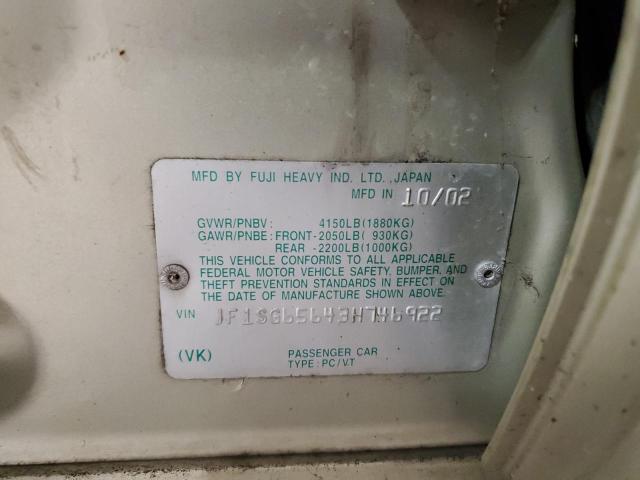 MFD BY FUJI HEAVY IND. LTD., JAPAN
MFD IN 10/02
GVWR/PNBV: 4150LB(1880KG)
GAWR/PNBE: FRONT-2050LB( 930KG)
REAR -2200LB(1000KG)
THIS VEHICLE CONFORMS TO ALL APPLICABLE
FEDERAL MOTOR VEHICLE SAFETY, BUMPER, AND
THEFT PREVENTION STANDARDS IN EFFECT ON
THE DATE OF MANUFACTURE SHOWN ABOVE.
VIN JF1SG65643H746922
(VK) PASSENGER CAR
TYPE: PC/VT